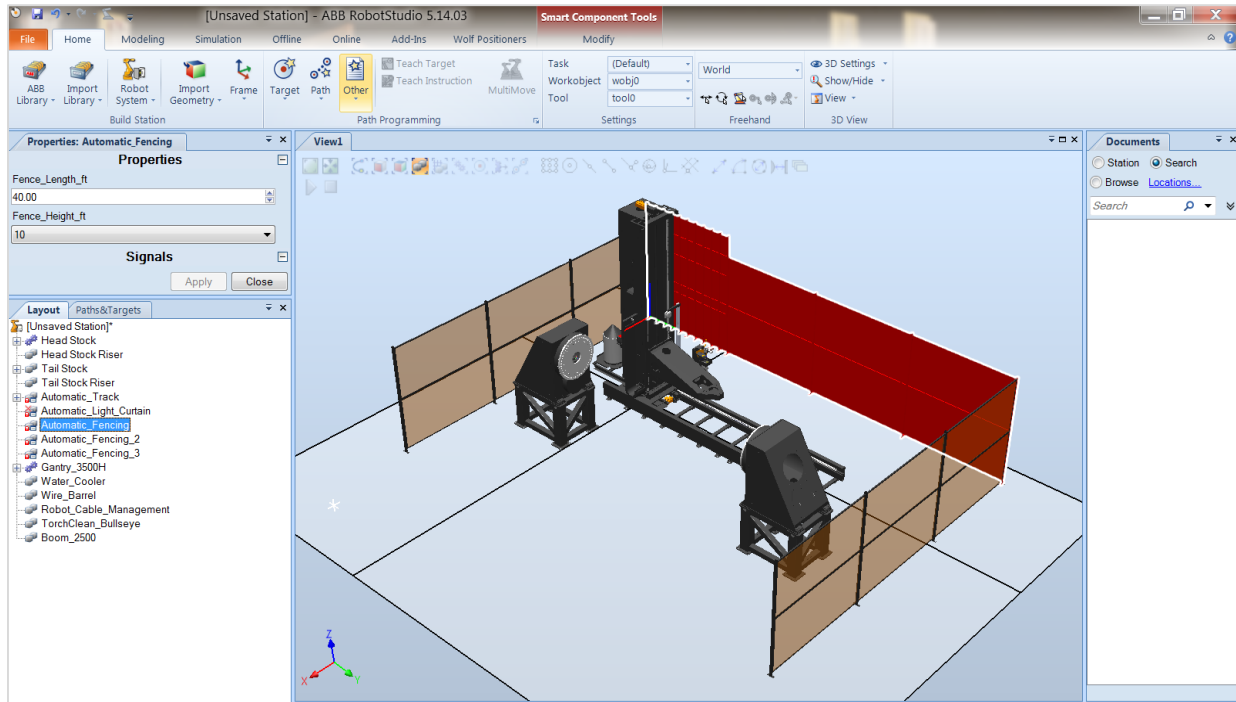 [Unsaved Station] - ABB RobotStudio 5.14.03
Smart Component Tools
File Home Modeling Simulation Offline Online Add-Ins Wolf Positioners Modify
ABB Library
Import Library
Robot System
Import Geometry
Frame
Target
Path
Other
Teach Target
Teach Instruction
MultiMove
Task (Default)
Workobject wobj0
Tool tool0
World
3D Settings
Show/Hide
View
Build Station
Path Programming
Settings
Freehand
3D View
Properties: Automatic_Fencing
Properties
Fence_Length_ft
40.00
Fence_Height_ft
10
Signals
Apply Close
Layout Paths&Targets
[Unsaved Station]*
Head Stock
Head Stock Riser
Tail Stock
Tail Stock Riser
Automatic_Track
Automatic_Light_Curtain
Automatic_Fencing
Automatic_Fencing_2
Automatic_Fencing_3
Gantry_3500H
Water_Cooler
Wire_Barrel
Robot_Cable_Management
TorchClean_Bullseye
Boom_2500
View1
Z
X
Y
Documents
Station Search
Browse Locations...
Search